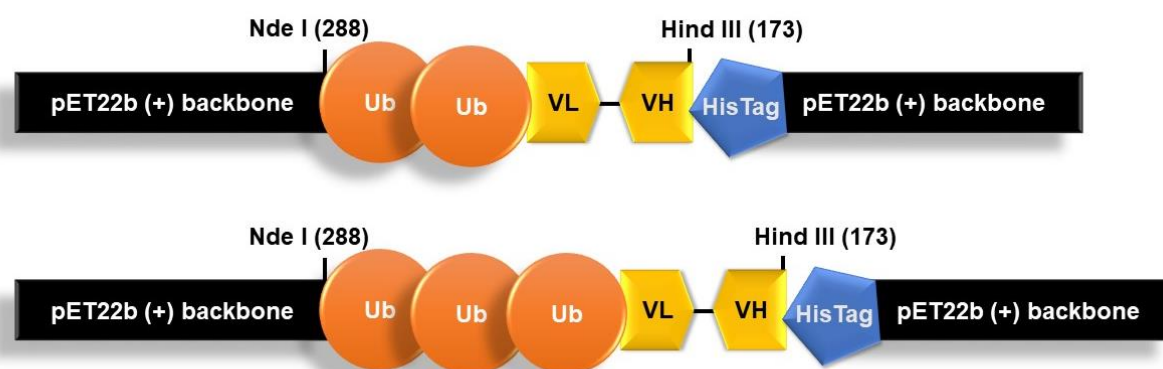 Nde I (288) Hind III (173)
pET22b (+) backbone Ub Ub VL VH HisTag pET22b (+) backbone
Nde I (288) Hind III (173)
pET22b (+) backbone Ub Ub Ub VL VH HisTag pET22b (+) backbone